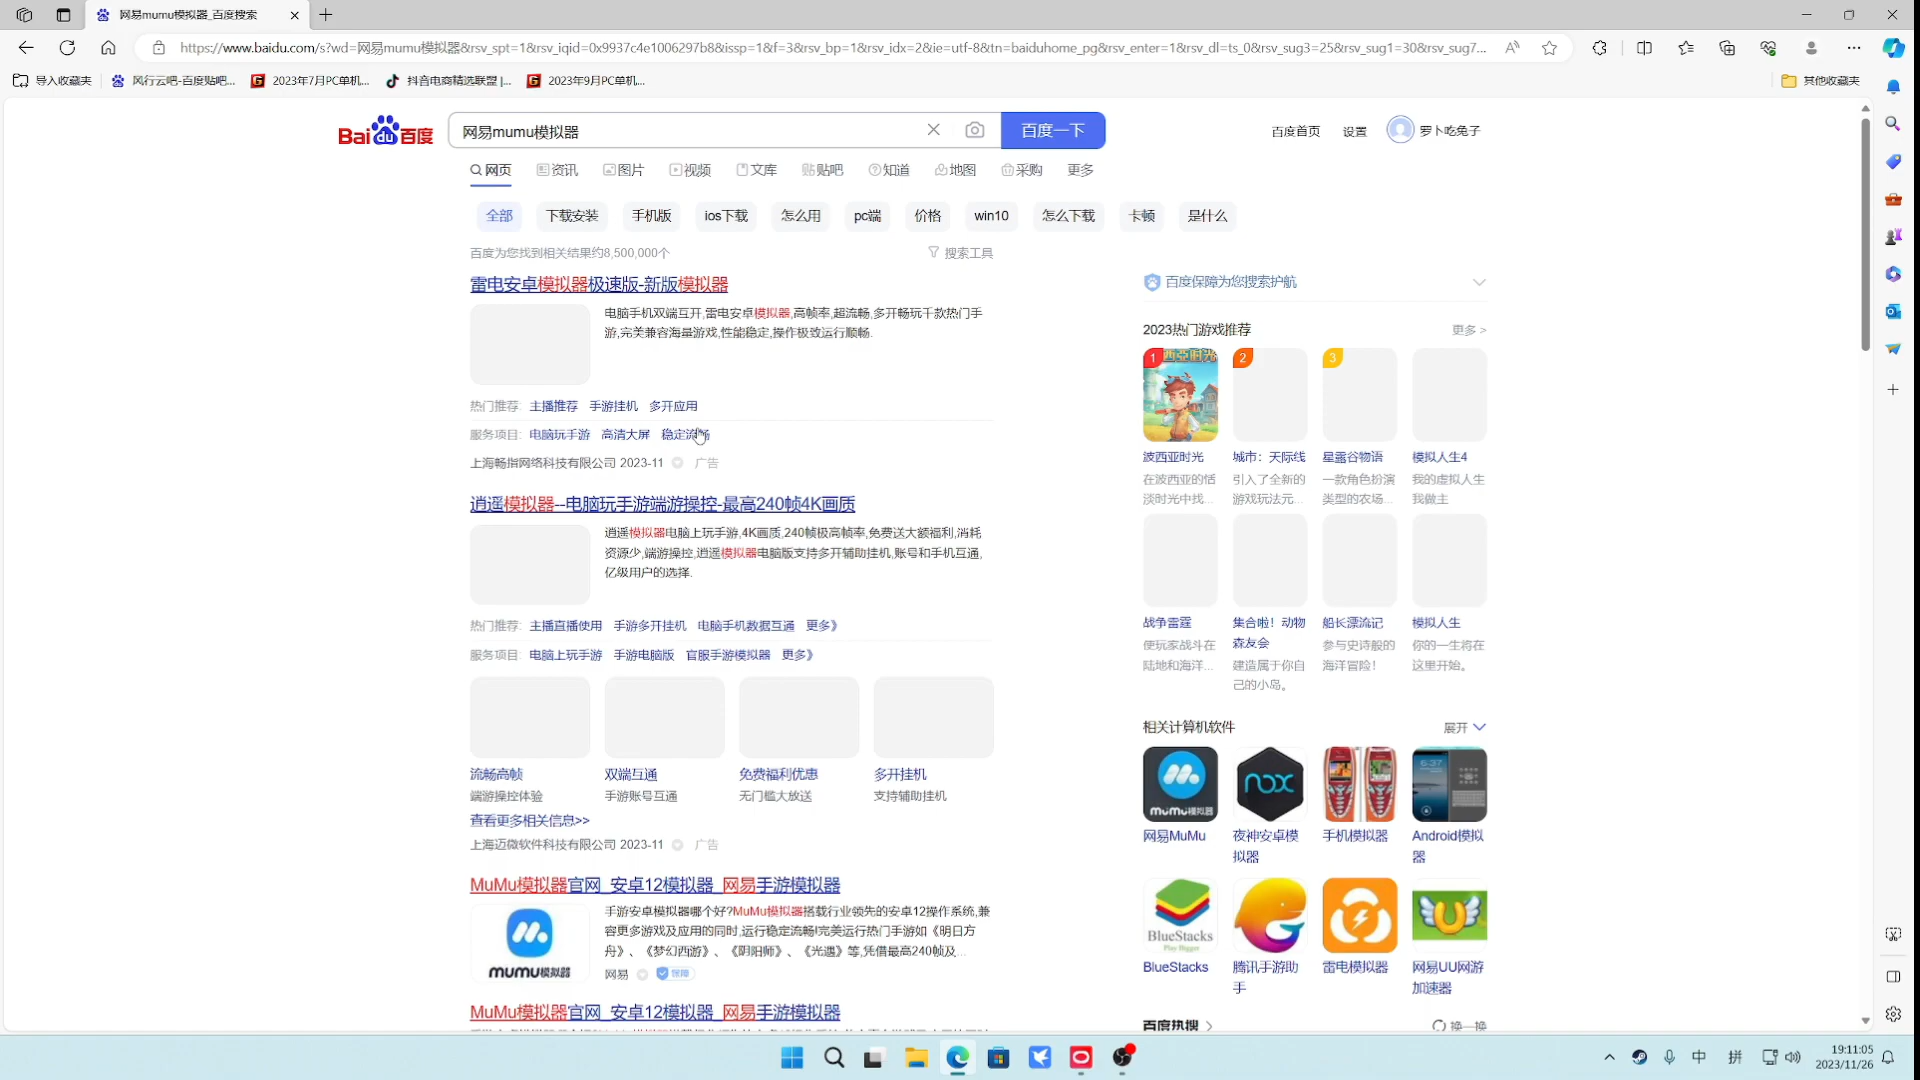 网易mumu模拟器_百度搜索
https://www.baidu.com/s?wd=网易mumu模拟器&rsv_spt=1&rsv_iqid=0x9937c4e1006297b8&issp=1&f=3&rsv_bp=1&rsv_idx=2&ie=utf-8&tn=baiduhome_pg&rsv_enter=1&rsv_dl=ts_0&rsv_sug3=25&rsv_sug1=30&rsv_sug7...
导入收藏夹 风行云吧-百度贴吧... 2023年7月PC单机... 抖音电商精选联盟 |... 2023年9月PC单机... 其他收藏夹
Bai du 百度 网易mumu模拟器 百度一下 百度首页 设置 罗卜吃兔子
网页 资讯 图片 视频 文库 贴吧 知道 地图 采购 更多
全部 下载安装 手机版 ios下载 怎么用 pc端 价格 win10 怎么下载 卡顿 是什么
百度为您找到相关结果约8,500,000个 搜索工具
雷电安卓模拟器极速版-新版模拟器
电脑手机双端互开,雷电安卓模拟器,高帧率,超流畅,多开畅玩千款热门手
游,完美兼容海量游戏,性能稳定,操作极致运行顺畅.
热门推荐: 主播推荐 手游挂机 多开应用
服务项目: 电脑玩手游 高清大屏 稳定流畅
上海畅指网络科技有限公司 2023-11 广告
逍遥模拟器--电脑玩手游端游操控-最高240帧4K画质
逍遥模拟器电脑上玩手游,4K画质,240帧极高帧率,免费送大额福利,消耗
资源少,端游操控,逍遥模拟器电脑版支持多开辅助挂机,账号和手机互通,
亿级用户的选择.
热门推荐: 主播直播使用 手游多开挂机 电脑手机数据互通 更多》
服务项目: 电脑上玩手游 手游电脑版 官服手游模拟器 更多》
流畅高帧 双端互通 免费福利优惠 多开挂机
端游操控体验 手游账号互通 无门槛大放送 支持辅助挂机
查看更多相关信息>>
上海迈微软件科技有限公司 2023-11 广告
MuMu模拟器官网_安卓12模拟器_网易手游模拟器
手游安卓模拟器哪个好?MuMu模拟器搭载行业领先的安卓12操作系统,兼
容更多游戏及应用的同时,运行稳定流畅!完美运行热门手游如《明日方
舟》、《梦幻西游》、《阴阳师》、《光遇》等,凭借最高240帧及...
mumu模拟器
网易 保障
MuMu模拟器官网_安卓12模拟器_网易手游模拟器
百度保障为您搜索护航
2023热门游戏推荐 更多 >
1 西亞时光 2 3
波西亚时光 城市：天际线 星露谷物语 模拟人生4
在波西亚的恬 引入了全新的 一款角色扮演 我的虚拟人生
淡时光中找... 游戏玩法元... 类型的农场... 我做主
战争雷霆 集合啦！动物 船长漂流记 模拟人生
森友会
使玩家战斗在 建造属于你自 参与史诗般的 你的一生将在
陆地和海洋... 己的小岛。 海洋冒险！ 这里开始。
相关计算机软件 展开
mumu模拟器 nox 6:37
网易MuMu 夜神安卓模 手机模拟器 Android模拟
拟器 器
BlueStacks
Play Bigger
BlueStacks 腾讯手游助 雷电模拟器 网易UU网游
手 加速器
百度热搜 换一换
中 拼 19:11:05
2023/11/26